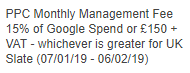 PPC Monthly Management Fee
15% of Google Spend or £150 +
VAT - whichever is greater for UK
Slate (07/01/19 - 06/02/19)